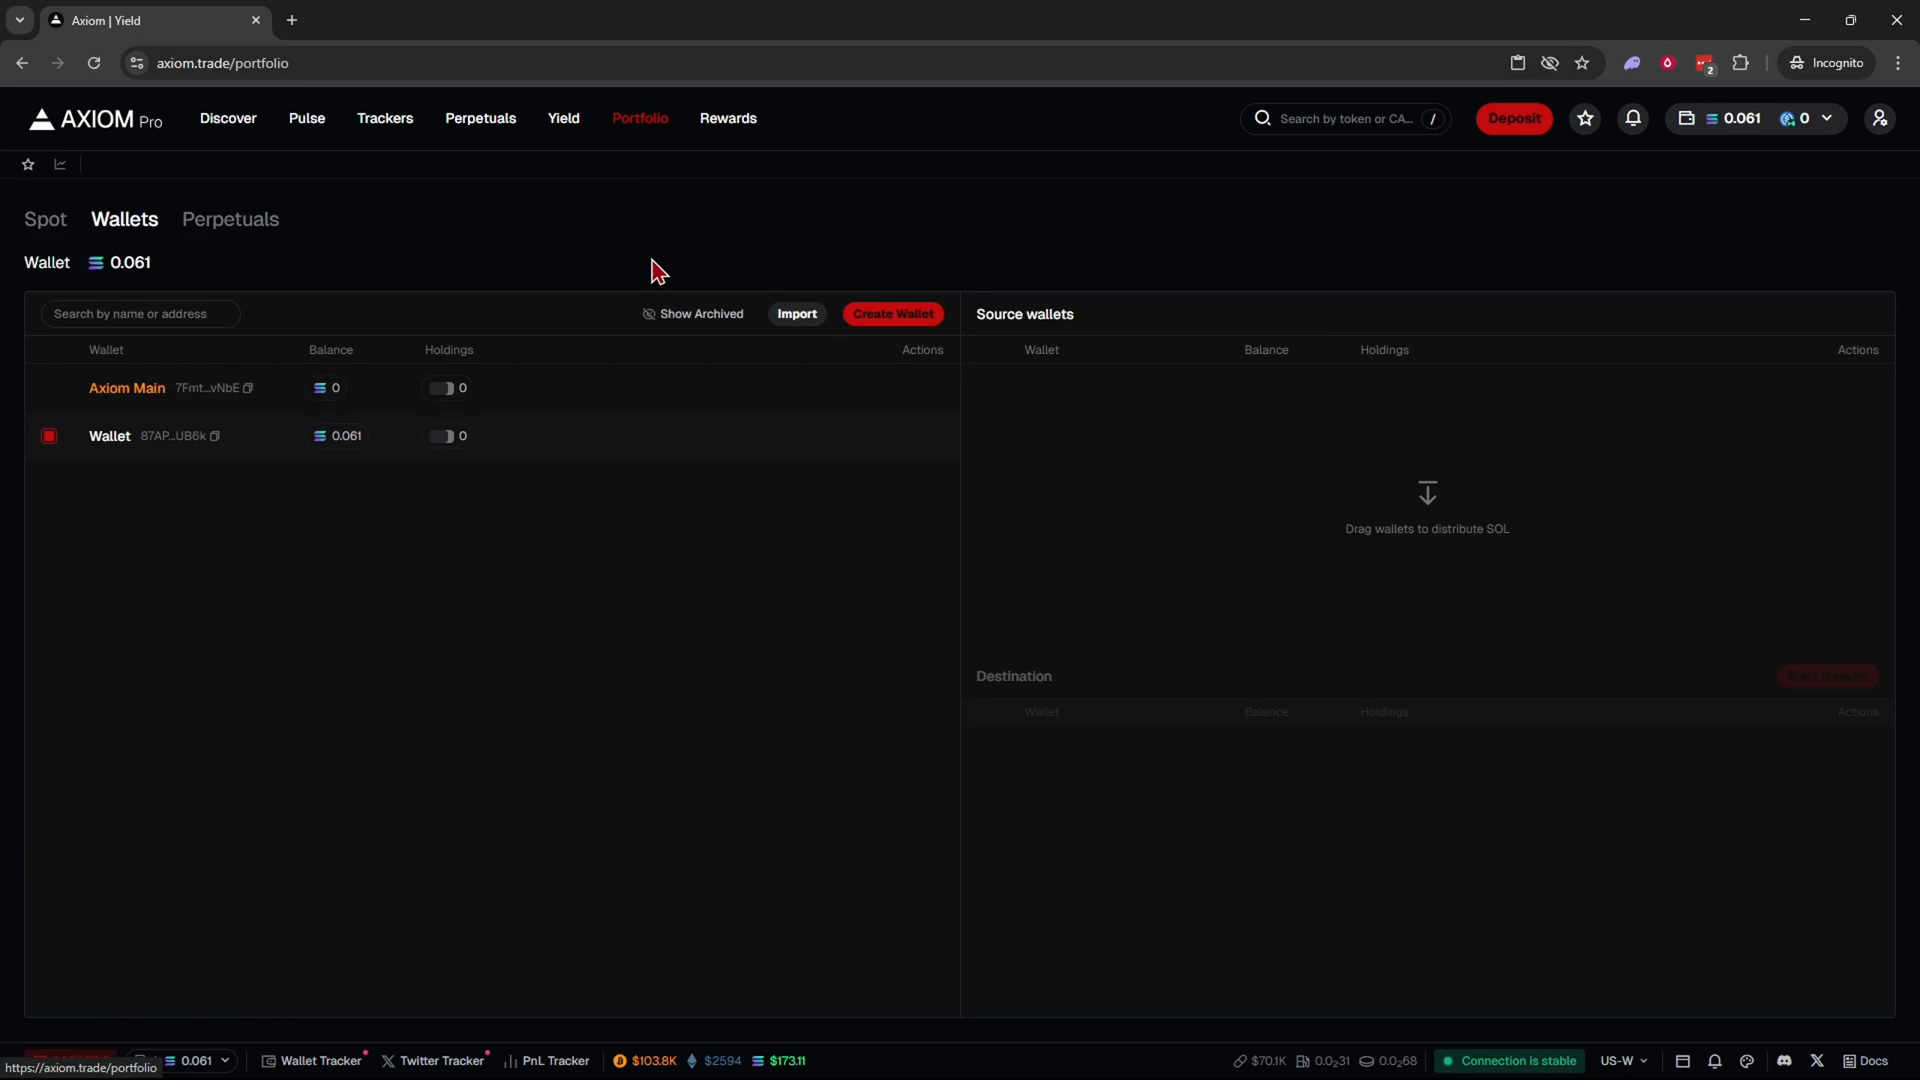 Axiom | Yield
axiom.trade/portfolio
2
Incognito
AXIOM Pro
Discover
Pulse
Trackers
Perpetuals
Yield
Portfolio
Rewards
Search by token or CA...
/
Deposit
0.061
0
Spot
Wallets
Perpetuals
Wallet
0.061
Search by name or address
Show Archived
Import
Create Wallet
Source wallets
Wallet
Balance
Holdings
Actions
Wallet
Balance
Holdings
Actions
Axiom Main
7Fmt...vNbE
0
0
Wallet
87AP...UB6k
0.061
0
Drag wallets to distribute SOL
Destination
Wallet
Balance
Holdings
Actions
https://axiom.trade/portfolio
0.061
Wallet Tracker
Twitter Tracker
PnL Tracker
$103.8K
$2594
$173.11
$70.1K
0.0₂31
0.0₂68
Connection is stable
US-W
Docs